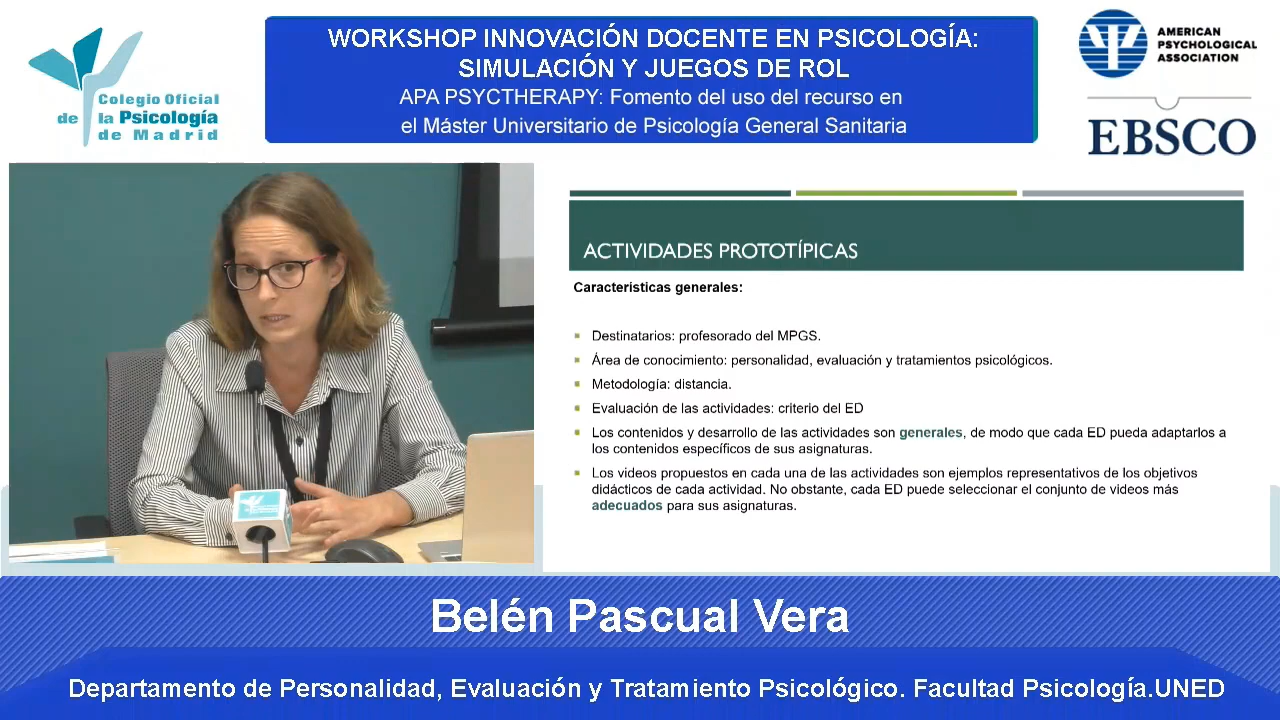 Colegio Oficial
de la Psicología
de Madrid
WORKSHOP INNOVACIÓN DOCENTE EN PSICOLOGÍA:
SIMULACIÓN Y JUEGOS DE ROL
APA PSYCTHERAPY: Fomento del uso del recurso en
el Máster Universitario de Psicología General Sanitaria
AMERICAN
PSYCHOLOGICAL
ASSOCIATION
EBSCO
ACTIVIDADES PROTOTÍPICAS
Características generales:
Destinatarios: profesorado del MPGS.
Área de conocimiento: personalidad, evaluación y tratamientos psicológicos.
Metodología: distancia.
Evaluación de las actividades: criterio del ED
Los contenidos y desarrollo de las actividades son generales, de modo que cada ED pueda adaptarlos a
los contenidos específicos de sus asignaturas.
Los videos propuestos en cada una de las actividades son ejemplos representativos de los objetivos
didácticos de cada actividad. No obstante, cada ED puede seleccionar el conjunto de videos más
adecuados para sus asignaturas.
Belén Pascual Vera
Departamento de Personalidad, Evaluación y Tratamiento Psicológico. Facultad Psicología.UNED